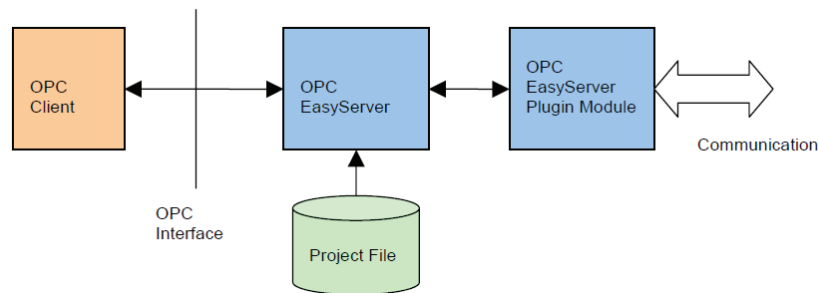 OPC
Client
OPC
EasyServer
OPC
EasyServer
Plugin Module
Communication
OPC
Interface
Project File